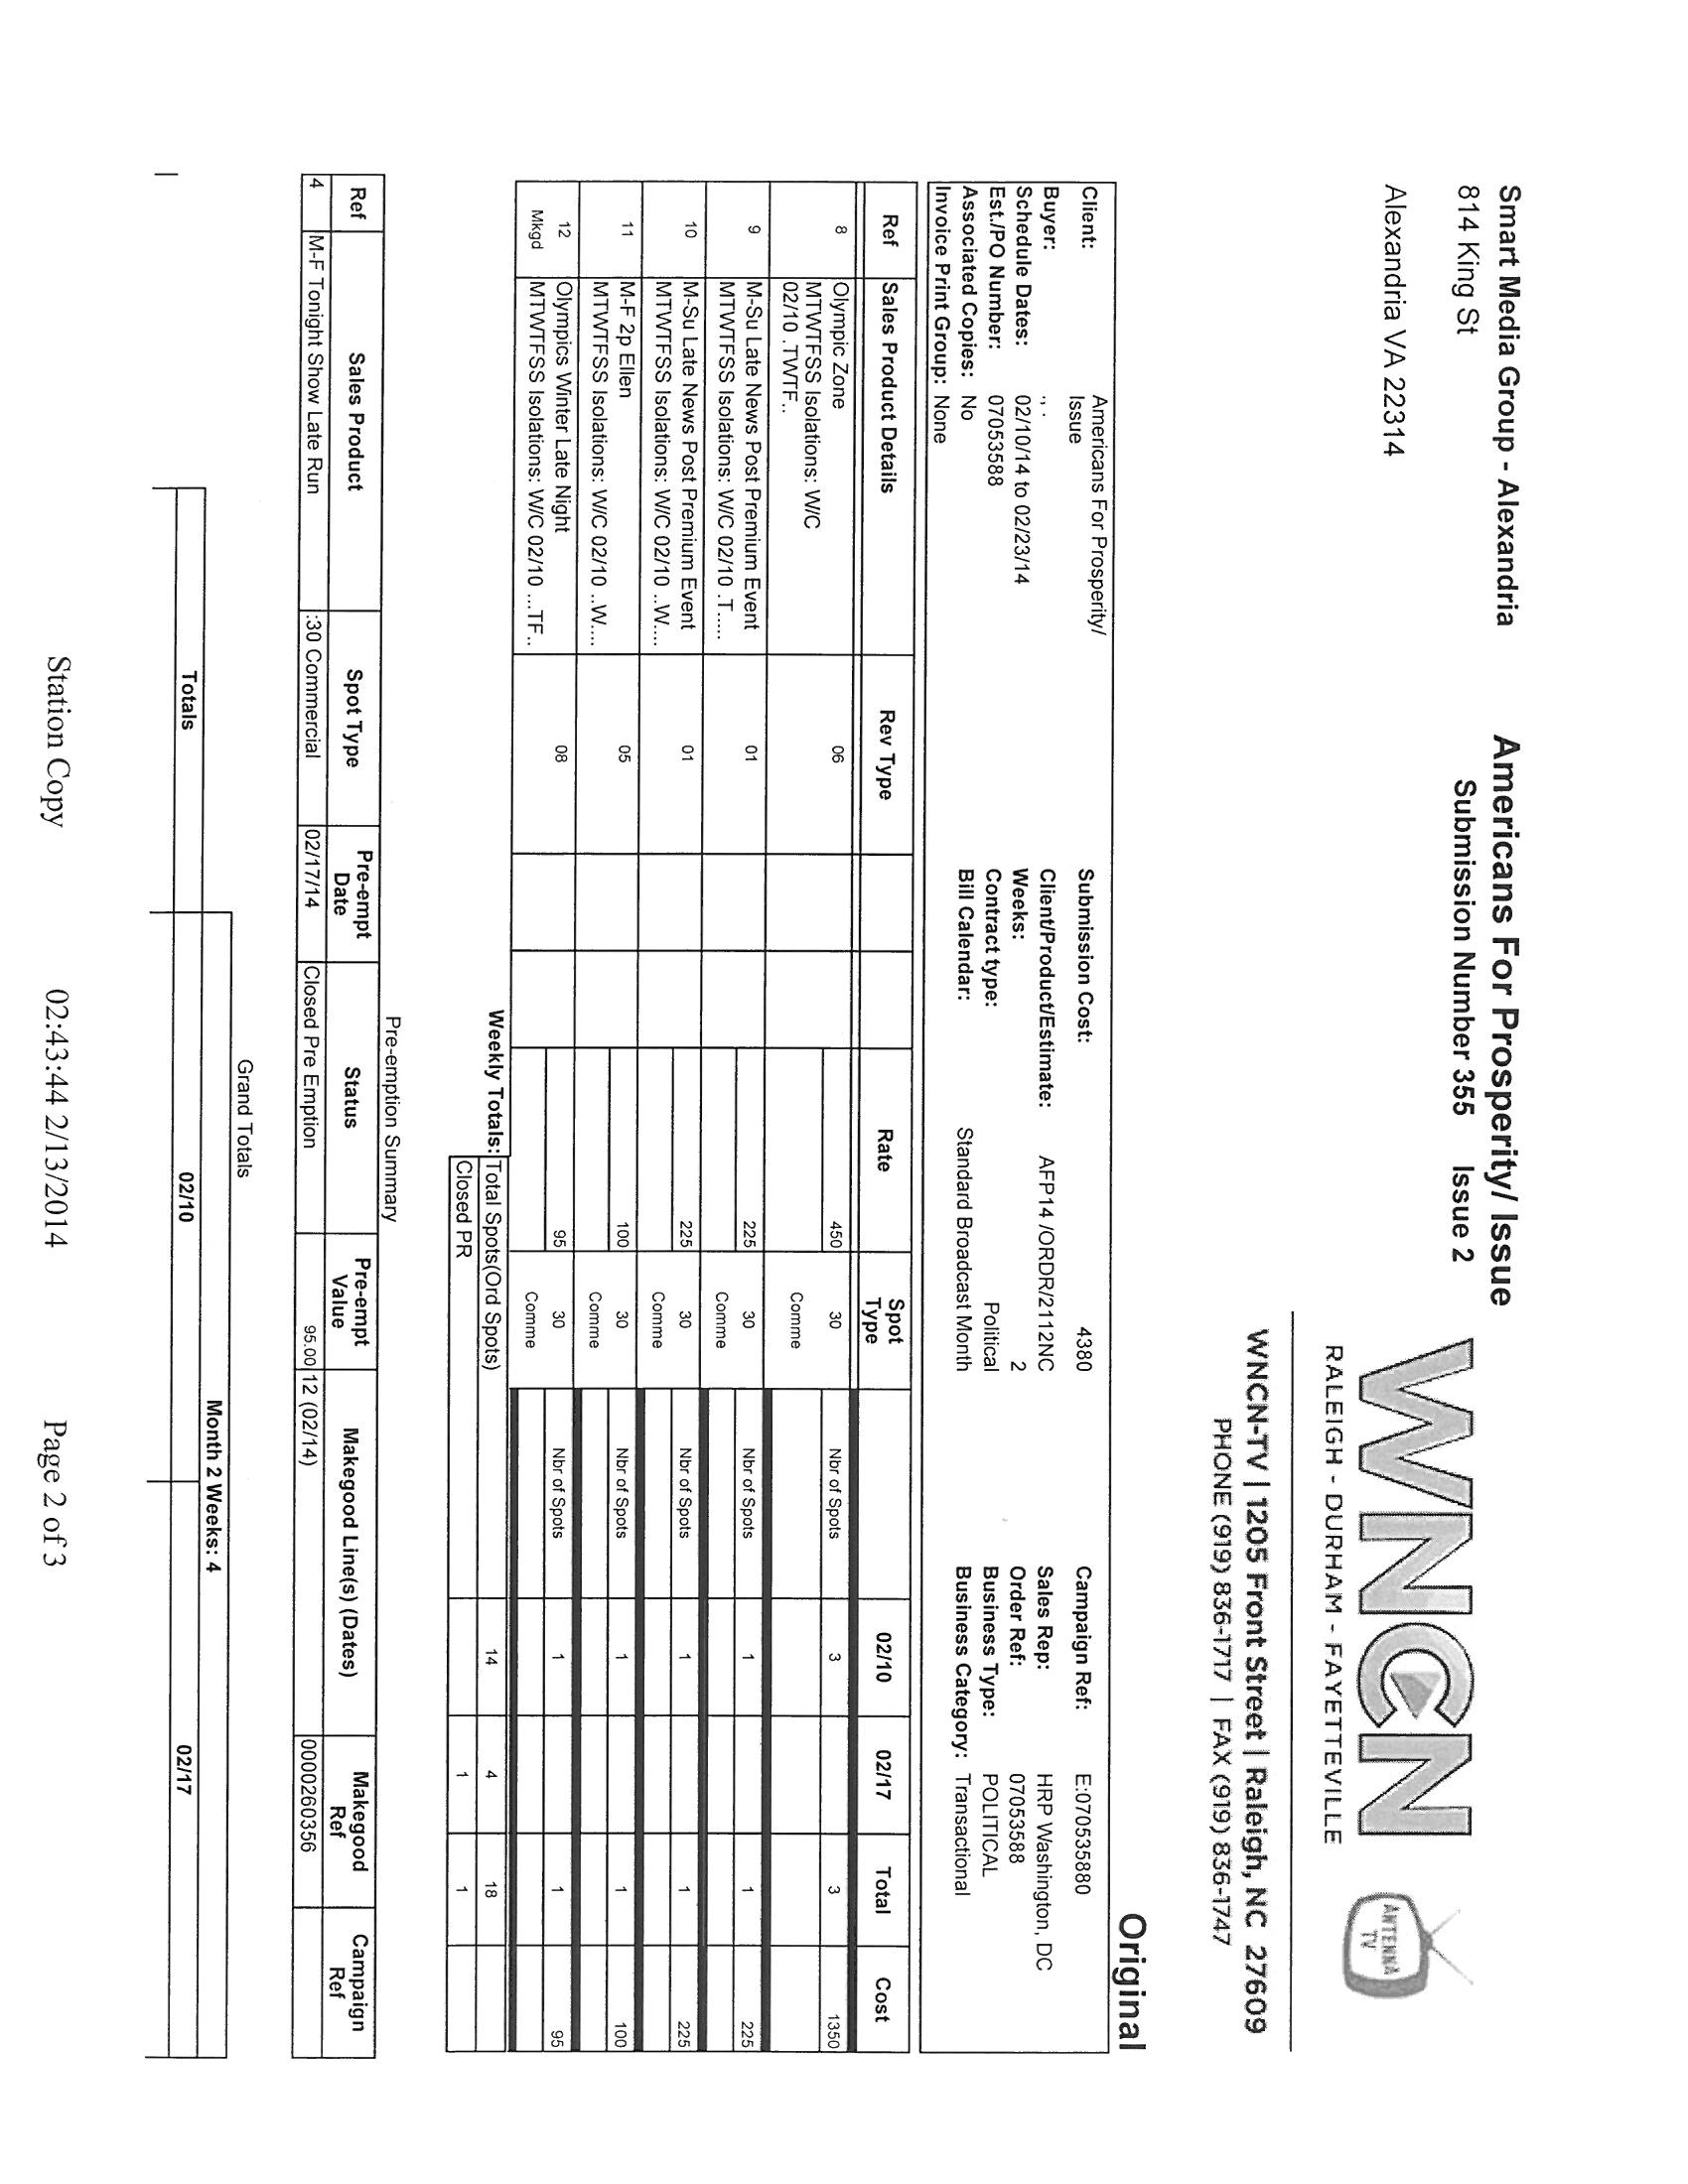 Smart Media Group - Alexandria
814 King St
Alexandria VA 22314
Americans For Prosperity/ Issue
Submission Number 355 Issue 2
WNCN
RALEIGH - DURHAM - FAYETTEVILLE
ANTENNA TV
WNCN-TV | 1205 Front Street | Raleigh, NC 27609
PHONE (919) 836-1717 | FAX (919) 836-1747
Original
Client: Americans For Prosperity/ Submission Cost: 4380 Campaign Ref: E:070535880
Issue
Buyer: ., . Client/Product/Estimate: AFP14 /ORDR/2112NC Sales Rep: HRP Washington, DC
Schedule Dates: 02/10/14 to 02/23/14 Weeks: 2 Order Ref: 07053588
Est./PO Number: 07053588 Contract type: Political Business Type: POLITICAL
Associated Copies: No Bill Calendar: Standard Broadcast Month Business Category: Transactional
Invoice Print Group: None
Ref Sales Product Details Rev Type Rate Spot Type 02/10 02/17 Total Cost
8 Olympic Zone 06 450 30 Nbr of Spots 3 3 1350
MTWTFSS Isolations: W/C Comme
02/10 .TWTF..
9 M-Su Late News Post Premium Event 01 225 30 Nbr of Spots 1 1 225
MTWTFSS Isolations: W/C 02/10 .T..... Comme
10 M-Su Late News Post Premium Event 01 225 30 Nbr of Spots 1 1 225
MTWTFSS Isolations: W/C 02/10 ..W.... Comme
11 M-F 2p Ellen 05 100 30 Nbr of Spots 1 1 100
MTWTFSS Isolations: W/C 02/10 ..W.... Comme
12 Olympics Winter Late Night 08 95 30 Nbr of Spots 1 1 95
Mkgd MTWTFSS Isolations: W/C 02/10 ...TF.. Comme
Weekly Totals: Total Spots(Ord Spots) 14 4 18
Closed PR 1 1
Pre-emption Summary
Ref Sales Product Spot Type Pre-empt Date Status Pre-empt Value Makegood Line(s) (Dates) Makegood Ref Campaign Ref
4 M-F Tonight Show Late Run :30 Commercial 02/17/14 Closed Pre Emption 95.00 12 (02/14) 0000260356
Grand Totals
Month 2 Weeks: 4
Totals 02/10 02/17
Station Copy 02:43:44 2/13/2014 Page 2 of 3